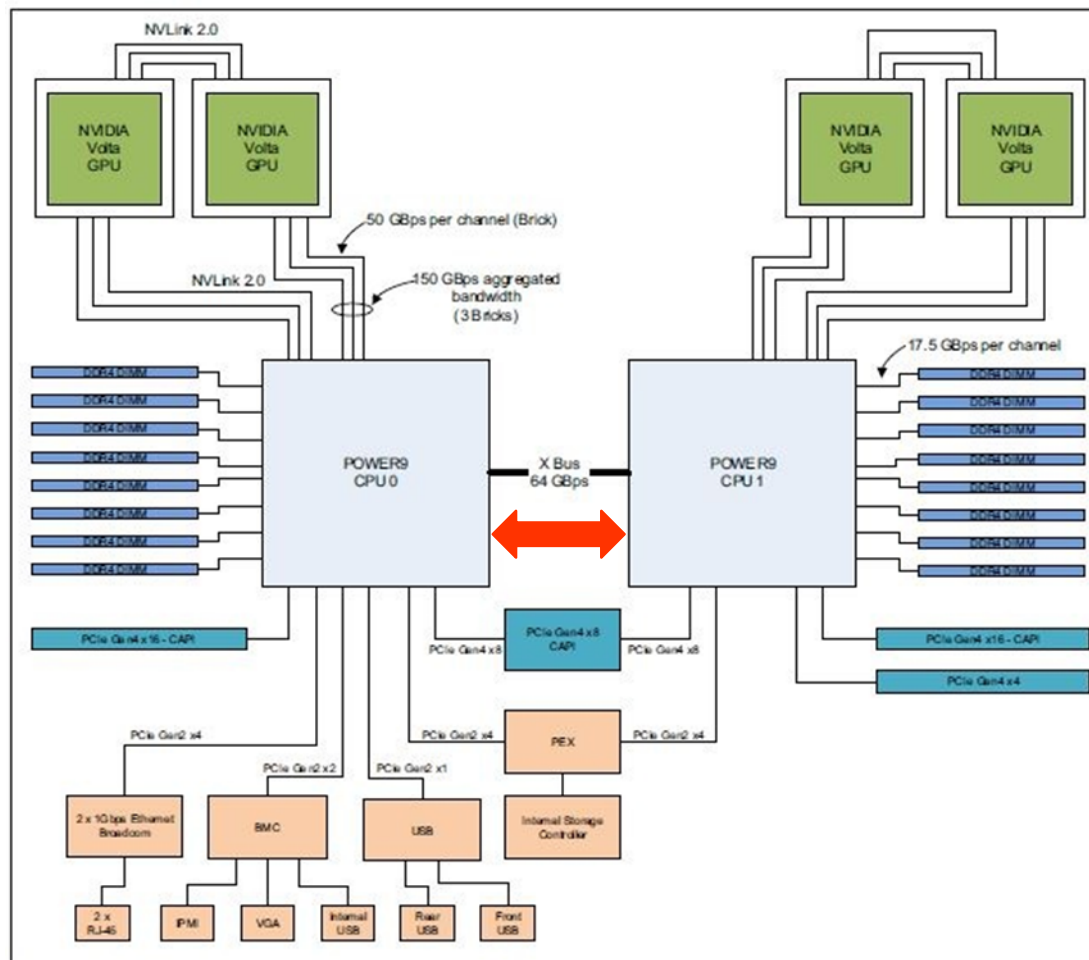 NVLink 2.0
NVIDIA
Volta
GPU
NVIDIA
Volta
GPU
NVIDIA
Volta
GPU
NVIDIA
Volta
GPU
50 GBps per channel (Brick)
NVLink 2.0
150 GBps aggregated
bandwidth
(3 Bricks)
17.5 GBps per channel
DDR4 DIMM
DDR4 DIMM
DDR4 DIMM
DDR4 DIMM
DDR4 DIMM
DDR4 DIMM
DDR4 DIMM
DDR4 DIMM
POWER9
CPU 0
X Bus
64 GBps
POWER9
CPU 1
DDR4 DIMM
DDR4 DIMM
DDR4 DIMM
DDR4 DIMM
DDR4 DIMM
DDR4 DIMM
DDR4 DIMM
DDR4 DIMM
PCIe Gen4 x16 - CAPI
PCIe Gen4 x8
PCIe Gen4 x8
CAPI
PCIe Gen4 x8
PCIe Gen4 x16 - CAPI
PCIe Gen4 x4
PCIe Gen2 x4
PCIe Gen2 x4
PEX
PCIe Gen2 x4
PCIe Gen2 x2
PCIe Gen2 x1
2 x 1Gbps Ethernet
Broadcom
BMC
USB
Internal Storage
Controller
2 x
RJ-45
IPMI
VGA
Internal
USB
Rear
USB
Front
USB